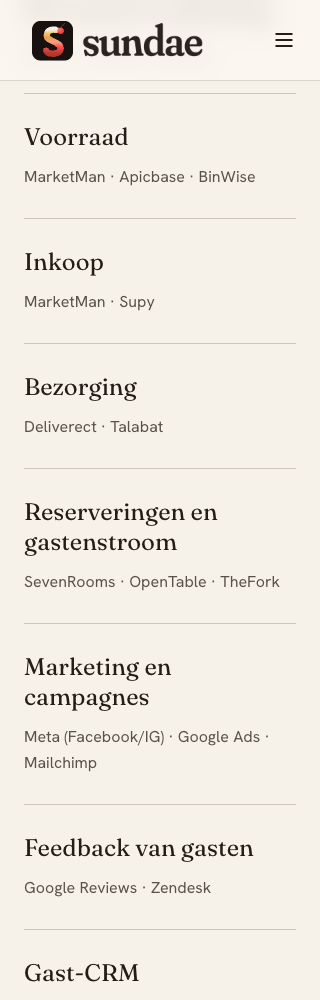 sundae
Voorraad
MarketMan · Apicbase · BinWise
Inkoop
MarketMan · Supy
Bezorging
Deliverect · Talabat
Reserveringen en
gastenstroom
SevenRooms · OpenTable · TheFork
Marketing en
campagnes
Meta (Facebook/IG) · Google Ads ·
Mailchimp
Feedback van gasten
Google Reviews · Zendesk
Gast-CRM